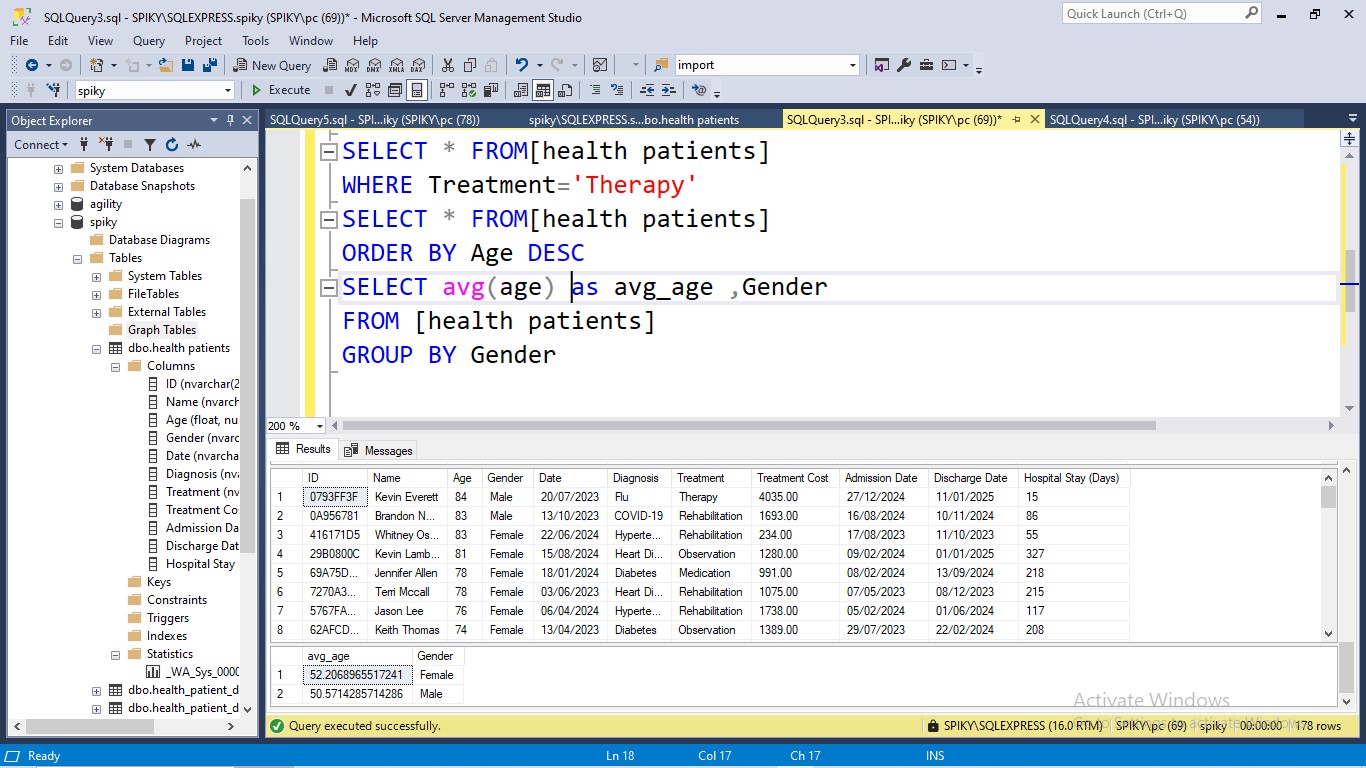 SQLQuery3.sql - SPIKY\SQLEXPRESS.spiky (SPIKY\pc (69))* - Microsoft SQL Server Management Studio
Quick Launch (Ctrl+Q)
File Edit View Query Project Tools Window Help
New Query MDX DMX XMLA DAX import
spiky Execute
Object Explorer
Connect
System Databases
Database Snapshots
agility
spiky
Database Diagrams
Tables
System Tables
FileTables
External Tables
Graph Tables
dbo.health patients
Columns
ID (nvarchar(2
Name (nvarch
Age (float, nu
Gender (nvarc
Date (nvarcha
Diagnosis (nv
Treatment (nv
Treatment Co
Admission Da
Discharge Dat
Hospital Stay
Keys
Constraints
Triggers
Indexes
Statistics
_WA_Sys_0000
dbo.health_patient_d
dbo.health_patient_d
SQLQuery5.sql - SPI...iky (SPIKY\pc (78)) spiky\SQLEXPRESS.s...bo.health patients SQLQuery3.sql - SPI...iky (SPIKY\pc (69))* SQLQuery4.sql - SPI...iky (SPIKY\pc (54))
SELECT * FROM[health patients]
WHERE Treatment='Therapy'
SELECT * FROM[health patients]
ORDER BY Age DESC
SELECT avg(age) as avg_age ,Gender
FROM [health patients]
GROUP BY Gender
200 %
Results Messages
ID Name Age Gender Date Diagnosis Treatment Treatment Cost Admission Date Discharge Date Hospital Stay (Days)
1 0793FF3F Kevin Everett 84 Male 20/07/2023 Flu Therapy 4035.00 27/12/2024 11/01/2025 15
2 0A956781 Brandon N... 83 Male 13/10/2023 COVID-19 Rehabilitation 1693.00 16/08/2024 10/11/2024 86
3 416171D5 Whitney Os... 83 Female 22/06/2024 Hyperte... Rehabilitation 234.00 17/08/2023 11/10/2023 55
4 29B0800C Kevin Lamb... 81 Female 15/08/2024 Heart Di... Observation 1280.00 09/02/2024 01/01/2025 327
5 69A75D... Jennifer Allen 78 Female 18/01/2024 Diabetes Medication 991.00 08/02/2024 13/09/2024 218
6 7270A3... Terri Mccall 78 Female 03/06/2023 Heart Di... Rehabilitation 1075.00 07/05/2023 08/12/2023 215
7 5767FA... Jason Lee 76 Female 06/04/2024 Hyperte... Rehabilitation 1738.00 05/02/2024 01/06/2024 117
8 62AFCD... Keith Thomas 74 Female 13/04/2023 Diabetes Observation 1389.00 29/07/2023 22/02/2024 208
avg_age Gender
1 52.2068965517241 Female
2 50.5714285714286 Male
Activate Windows
Query executed successfully. SPIKY\SQLEXPRESS (16.0 RTM) SPIKY\pc (69) spiky 00:00:00 178 rows
Ready Ln 18 Col 17 Ch 17 INS